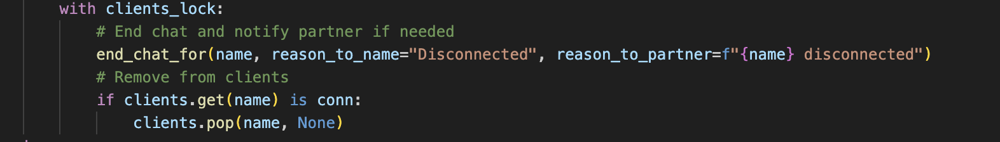 with clients_lock:
# End chat and notify partner if needed
end_chat_for(name, reason_to_name="Disconnected", reason_to_partner=f"{name} disconnected")
# Remove from clients
if clients.get(name) is conn:
clients.pop(name, None)